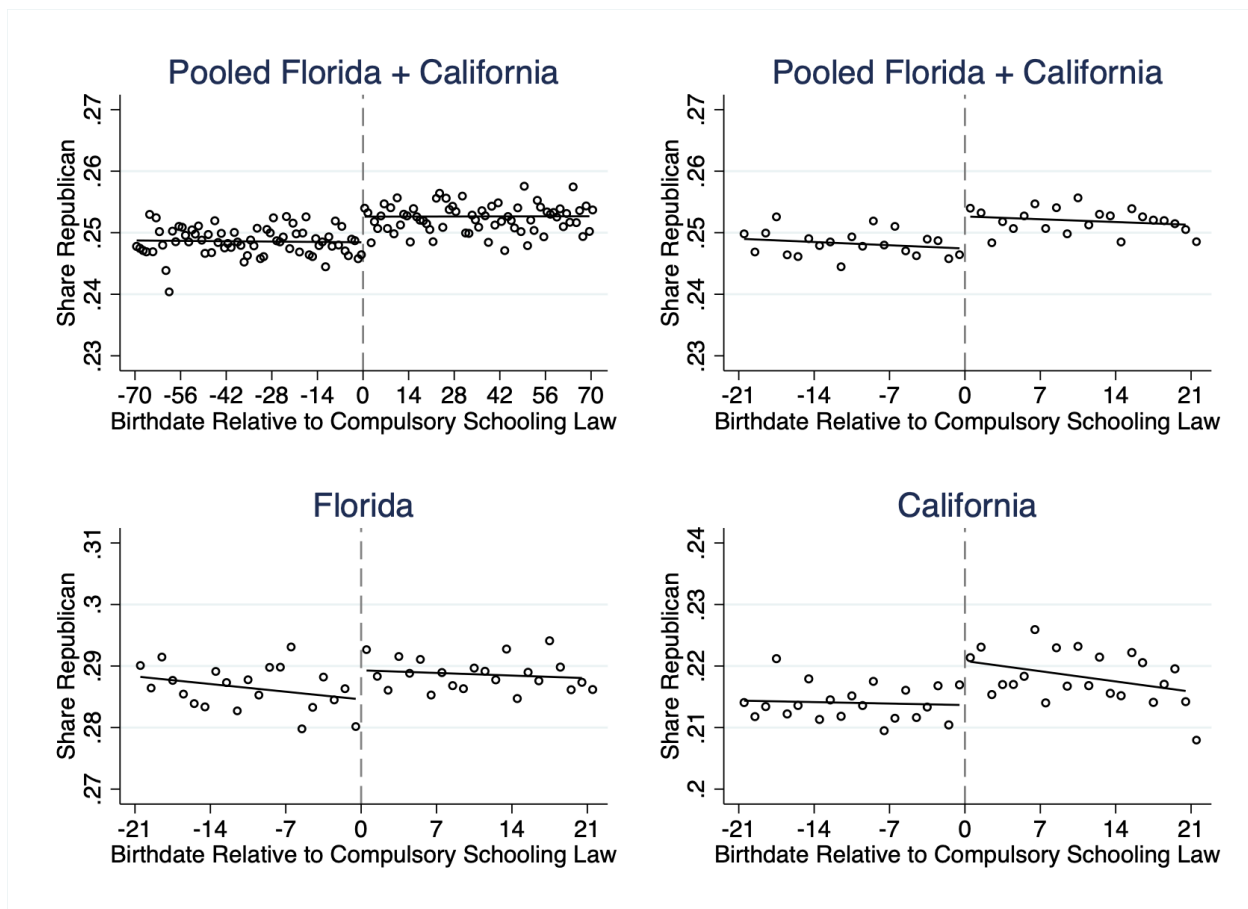 Pooled Florida + California
Share Republican
.27
.26
.25
.24
.23
-70 -56 -42 -28 -14 0 14 28 42 56 70
Birthdate Relative to Compulsory Schooling Law
Pooled Florida + California
Share Republican
.27
.26
.25
.24
.23
-21 -14 -7 0 7 14 21
Birthdate Relative to Compulsory Schooling Law
Florida
Share Republican
.31
.3
.29
.28
.27
-21 -14 -7 0 7 14 21
Birthdate Relative to Compulsory Schooling Law
California
Share Republican
.24
.23
.22
.21
.2
-21 -14 -7 0 7 14 21
Birthdate Relative to Compulsory Schooling Law